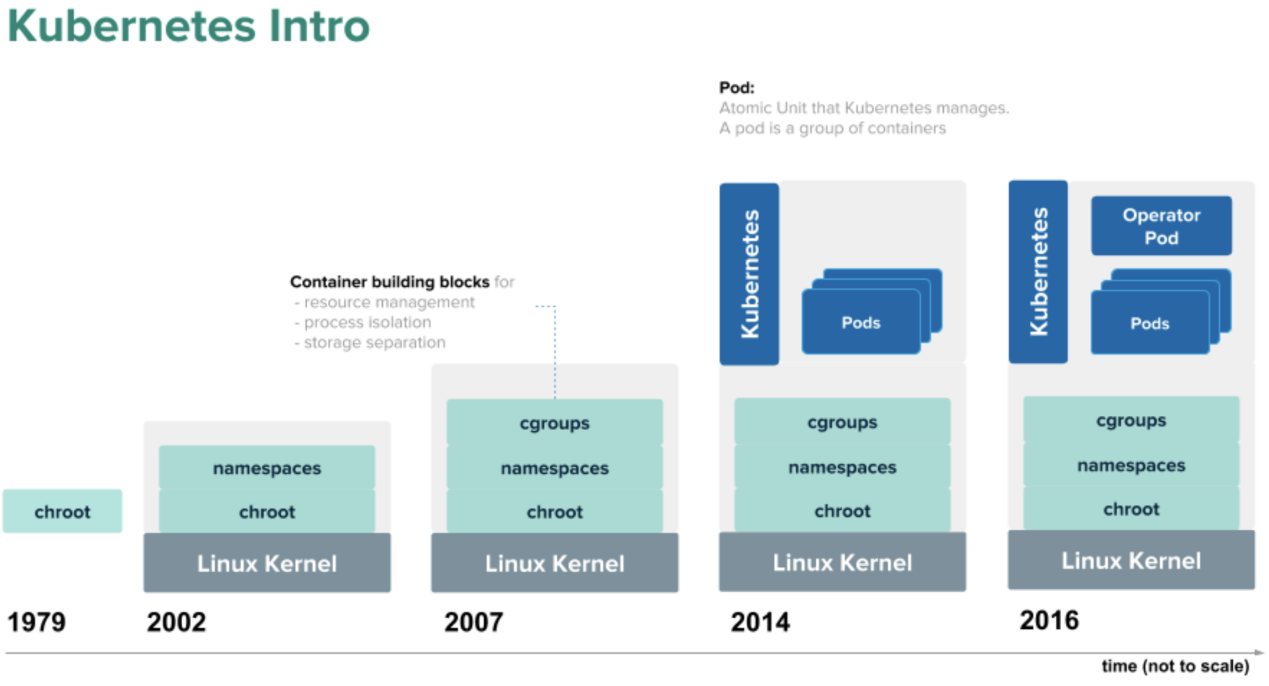 Kubernetes Intro
Pod:
Atomic Unit that Kubernetes manages.
A pod is a group of containers
Container building blocks for
- resource management
- process isolation
- storage separation
chroot
1979
namespaces
chroot
Linux Kernel
2002
cgroups
namespaces
chroot
Linux Kernel
2007
Kubernetes
Pods
cgroups
namespaces
chroot
Linux Kernel
2014
Kubernetes
Operator
Pod
Pods
cgroups
namespaces
chroot
Linux Kernel
2016
time (not to scale)